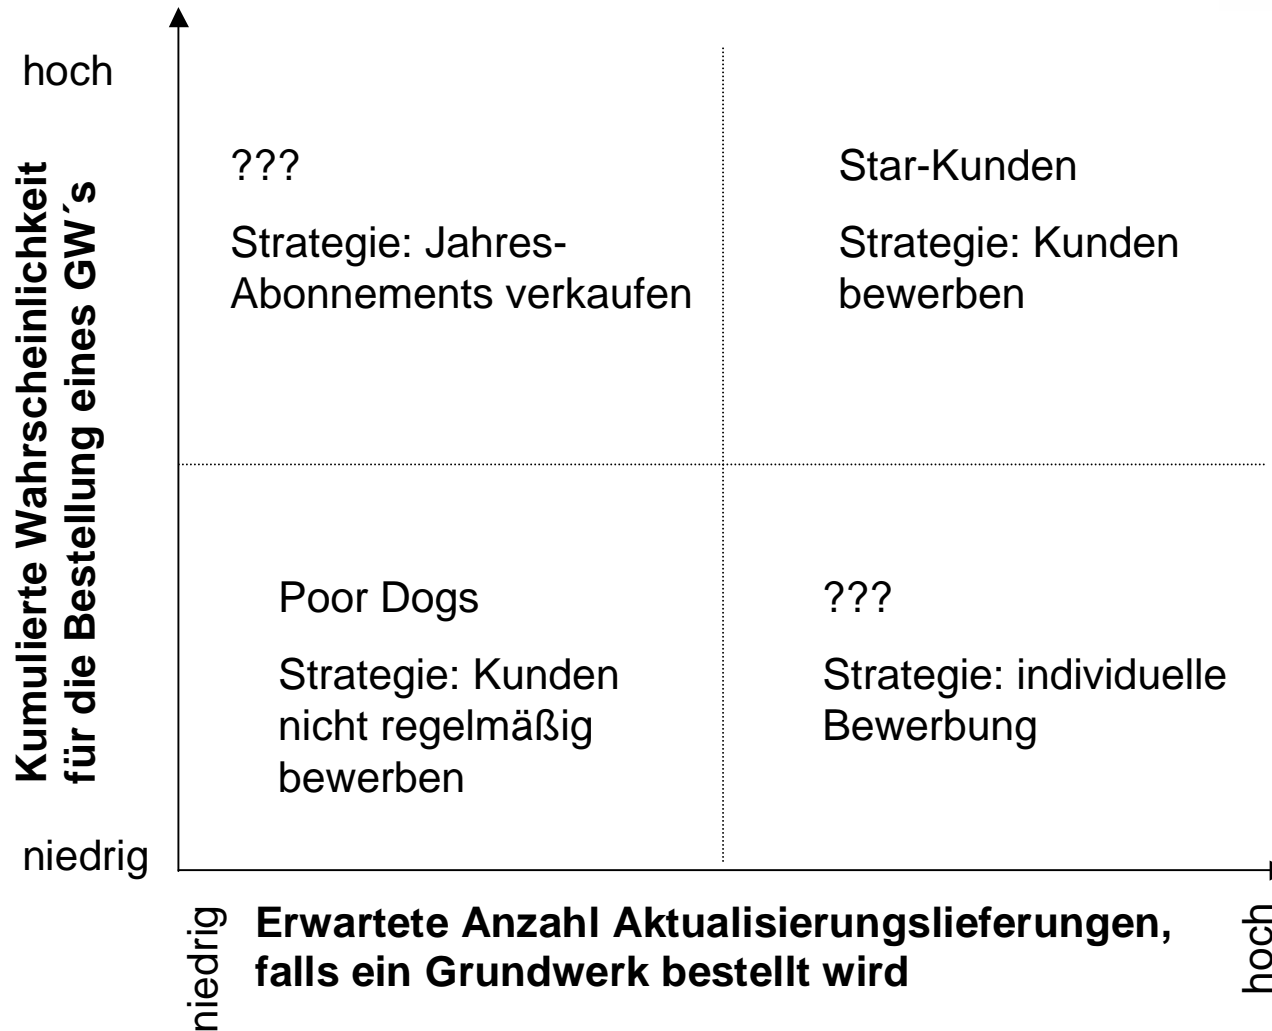 hoch
Kumulierte Wahrscheinlichkeit
für die Bestellung eines GW´s
???
Strategie: Jahres-
Abonnements verkaufen
Star-Kunden
Strategie: Kunden
bewerben
Poor Dogs
Strategie: Kunden
nicht regelmäßig
bewerben
???
Strategie: individuelle
Bewerbung
niedrig
niedrig
Erwartete Anzahl Aktualisierungslieferungen,
falls ein Grundwerk bestellt wird
hoch